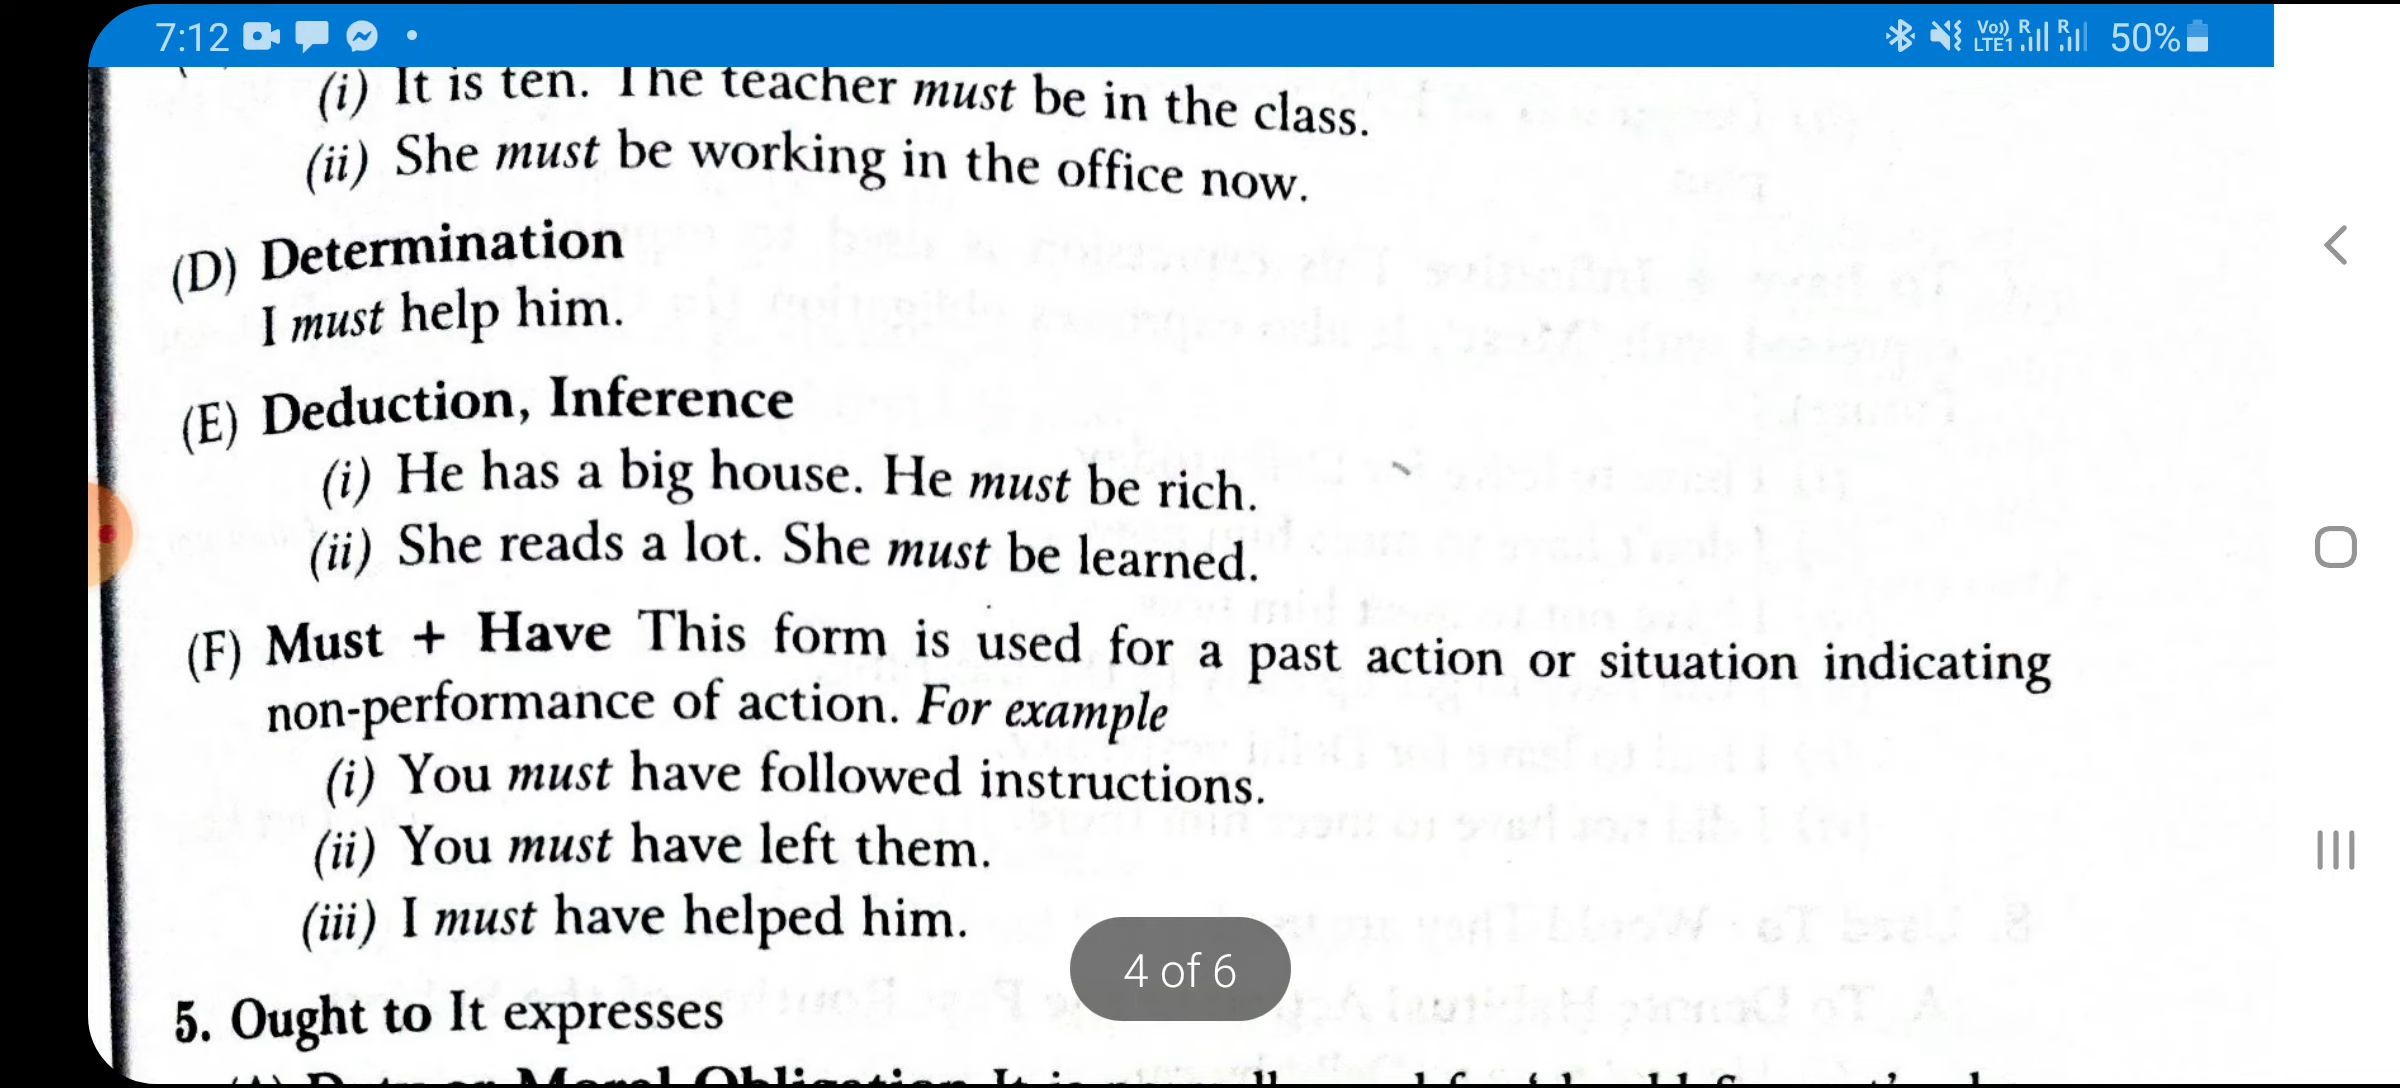 7:12
Vo)) R R
LTE1 50%
(i) It is ten. The teacher must be in the class.
(ii) She must be working in the office now.
(D) Determination
I must help him.
(E) Deduction, Inference
(i) He has a big house. He must be rich.
(ii) She reads a lot. She must be learned.
(F) Must + Have This form is used for a past action or situation indicating
non-performance of action. For example
(i) You must have followed instructions.
(ii) You must have left them.
(iii) I must have helped him.
4 of 6
5. Ought to It expresses